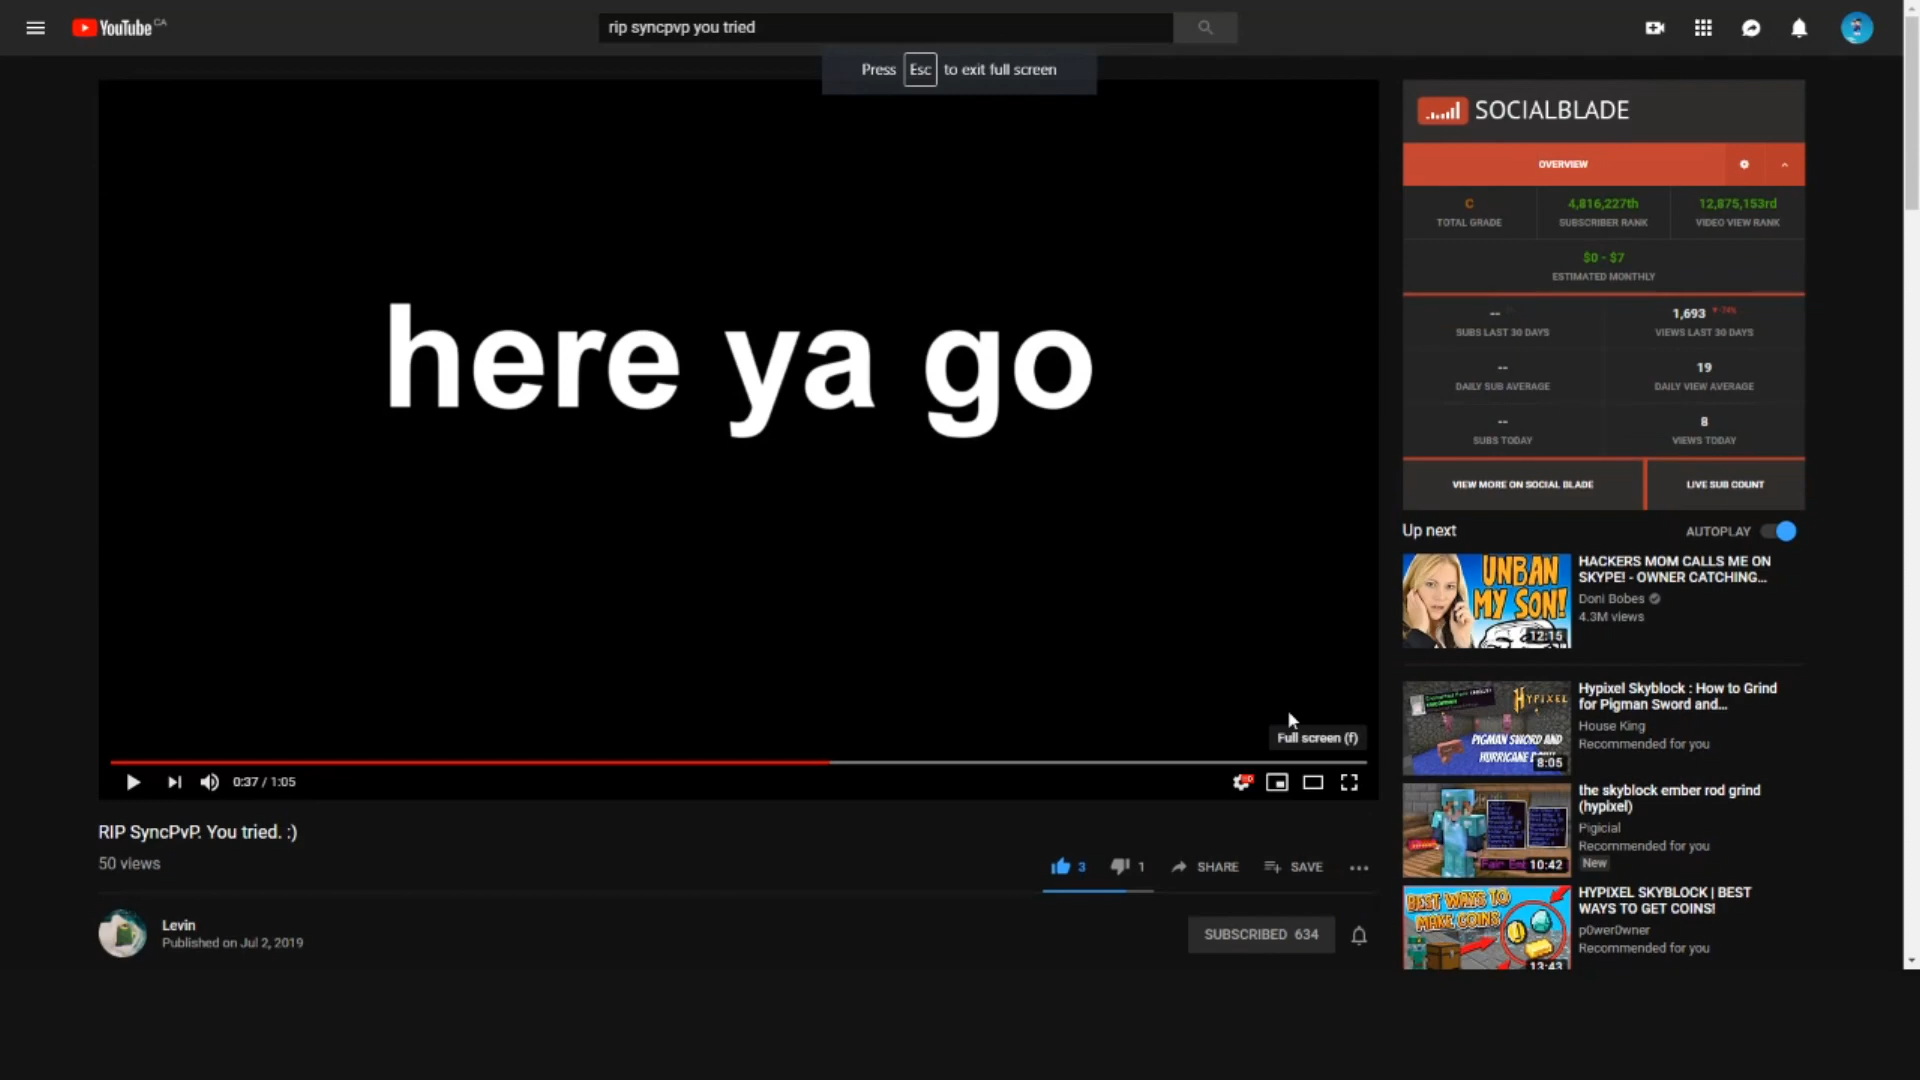 YouTube CA
rip syncpvp you tried
Press Esc to exit full screen
here ya go
Full screen (f)
0:37 / 1:05
HD
RIP SyncPvP. You tried. :)
50 views
3
1
SHARE
SAVE
Levin
Published on Jul 2, 2019
SUBSCRIBED 634
SOCIALBLADE
OVERVIEW
C
TOTAL GRADE
4,816,227th
SUBSCRIBER RANK
12,875,153rd
VIDEO VIEW RANK
$0 - $7
ESTIMATED MONTHLY
--
SUBS LAST 30 DAYS
1,693 ▼-74%
VIEWS LAST 30 DAYS
--
DAILY SUB AVERAGE
19
DAILY VIEW AVERAGE
--
SUBS TODAY
8
VIEWS TODAY
VIEW MORE ON SOCIAL BLADE
LIVE SUB COUNT
Up next
AUTOPLAY
UNBAN
MY SON!
12:15
HACKERS MOM CALLS ME ON
SKYPE! - OWNER CATCHING...
Doni Bobes
4.3M views
HYPIXEL
PIGMAN SWORD AND
HURRICANE
8:05
Hypixel Skyblock : How to Grind
for Pigman Sword and...
House King
Recommended for you
10:42
the skyblock ember rod grind
(hypixel)
Pigicial
Recommended for you
New
BEST WAYS TO
MAKE COINS
13:43
HYPIXEL SKYBLOCK | BEST
WAYS TO GET COINS!
p0wer0wner
Recommended for you